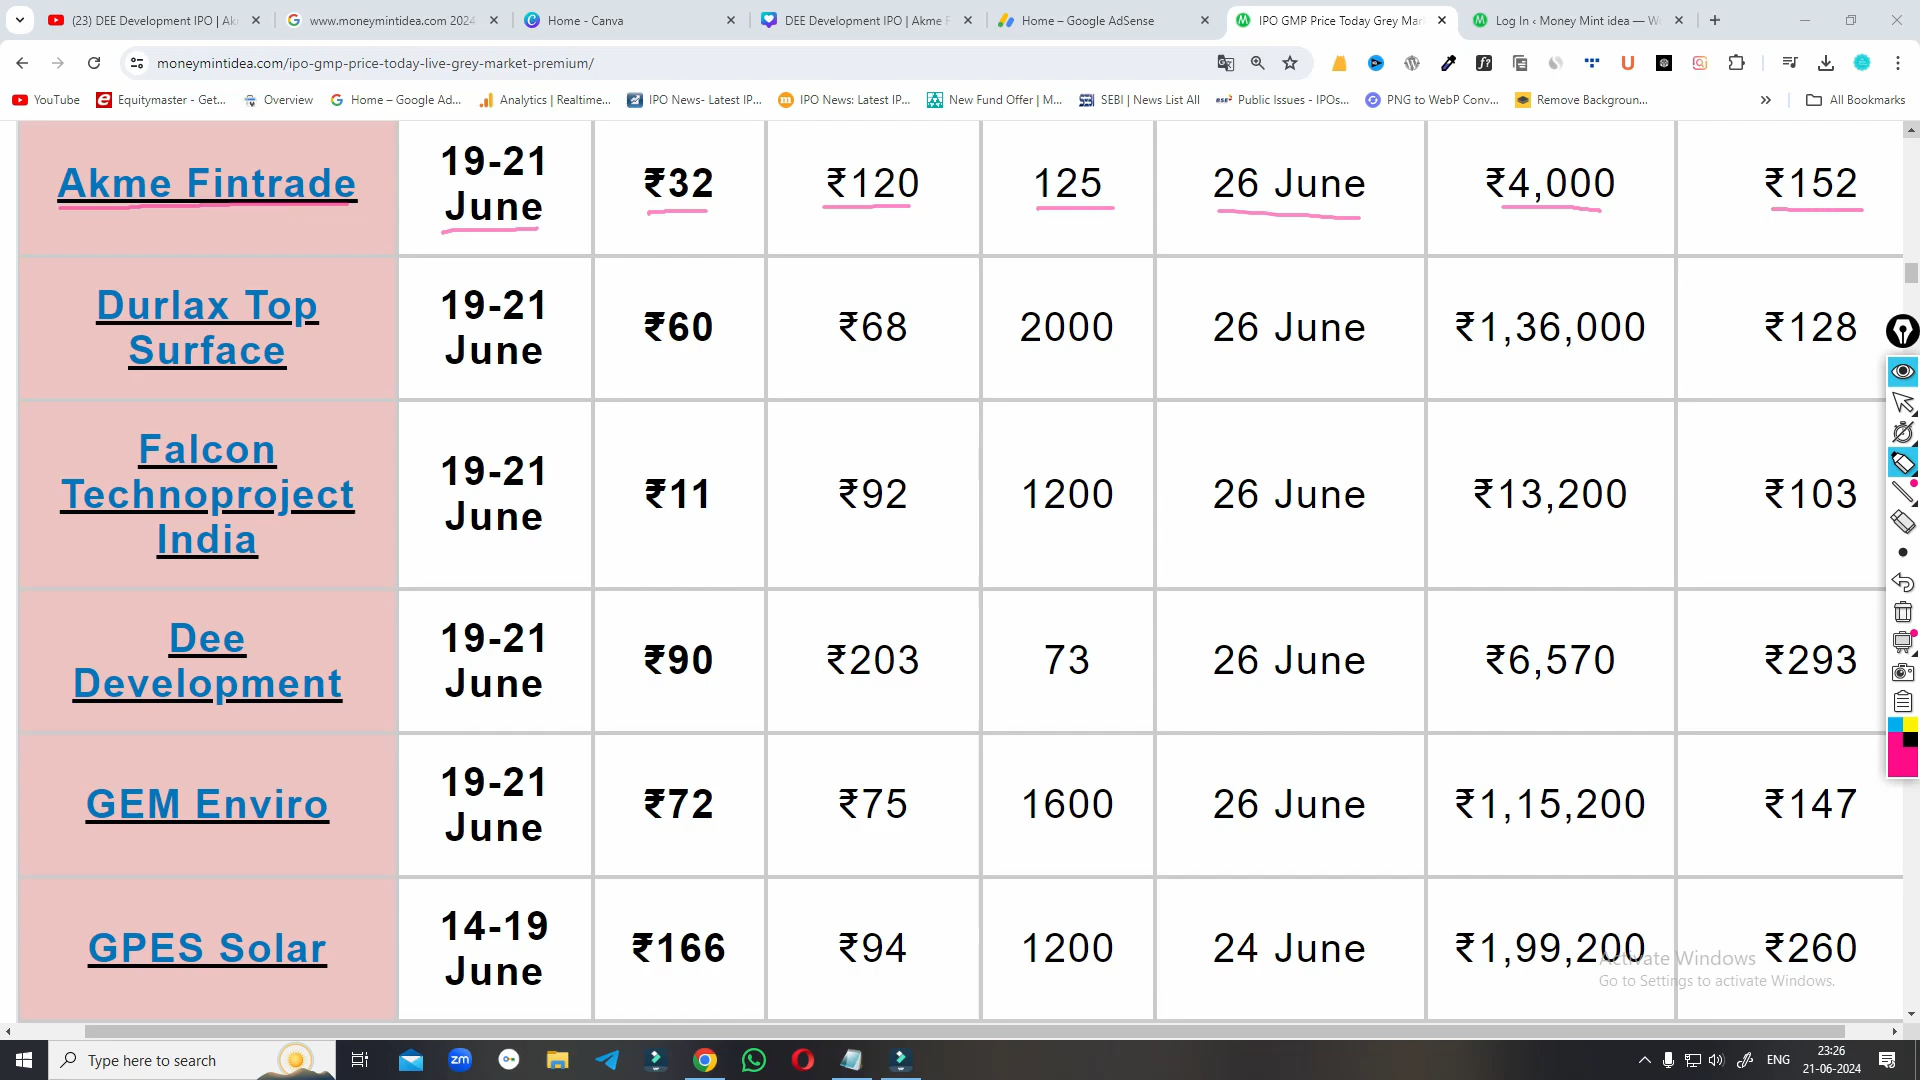 (23) DEE Development IPO | Ak
www.moneymintidea.com 2024
Home - Canva
DEE Development IPO | Akme F
Home – Google AdSense
IPO GMP Price Today Grey Mar
Log In ‹ Money Mint idea — W
moneymintidea.com/ipo-gmp-price-today-live-grey-market-premium/
YouTube
Equitymaster - Get...
Overview
Home – Google Ad...
Analytics | Realtime...
IPO News- Latest IP...
IPO News: Latest IP...
New Fund Offer | M...
SEBI | News List All
Public Issues - IPOs...
PNG to WebP Conv...
Remove Backgroun...
All Bookmarks
Akme Fintrade
19-21
June
₹32
₹120
125
26 June
₹4,000
₹152
Durlax Top
Surface
19-21
June
₹60
₹68
2000
26 June
₹1,36,000
₹128
Falcon
Technoproject
India
19-21
June
₹11
₹92
1200
26 June
₹13,200
₹103
Dee
Development
19-21
June
₹90
₹203
73
26 June
₹6,570
₹293
GEM Enviro
19-21
June
₹72
₹75
1600
26 June
₹1,15,200
₹147
GPES Solar
14-19
June
₹166
₹94
1200
24 June
₹1,99,200
₹260
Activate Windows
Go to Settings to activate Windows.
Type here to search
zm
ENG
23:26
21-06-2024